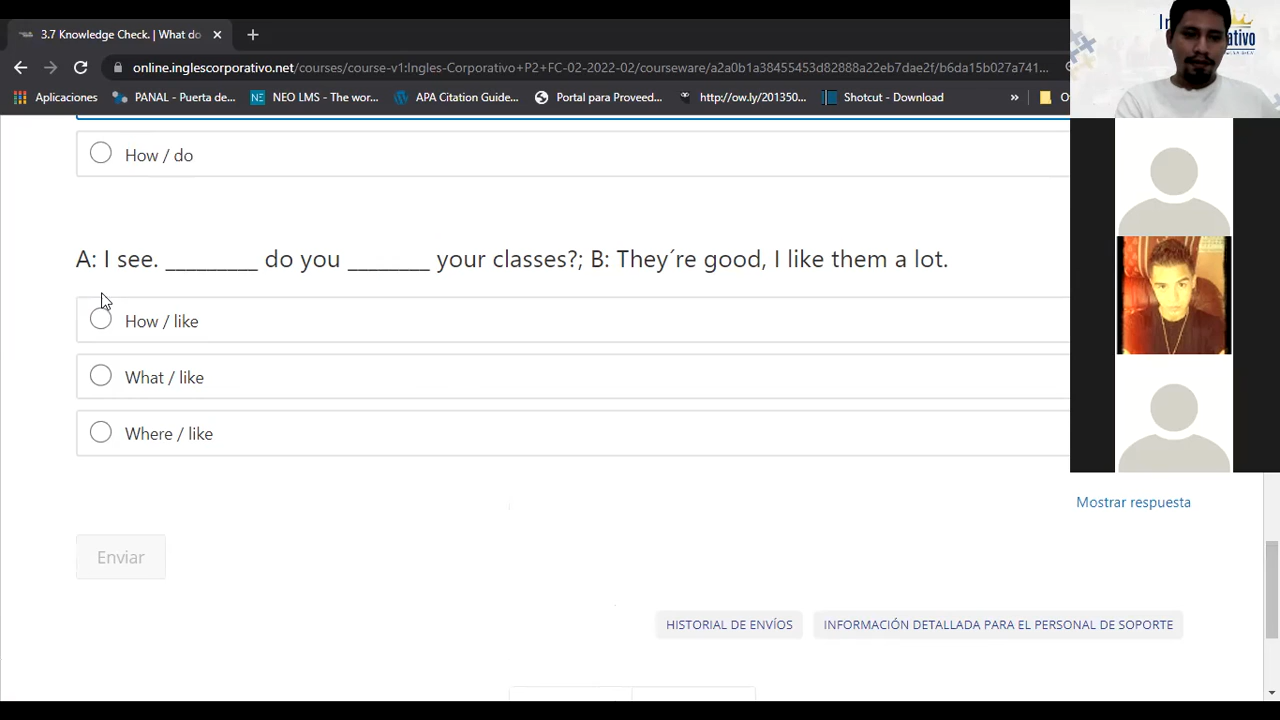 3.7 Knowledge Check. | What do
online.inglescorporativo.net/courses/course-v1:Ingles-Corporativo+
C-02-2022-02/courseware/a2a0b1a38455453d82888a22eb7dae2f/b6da15b027a741...
Aplicaciones
PANAL - Puerta de...
NEO LMS - The wor...
APA Citation Guide...
Portal para Proveed...
http://ow.ly/201350...
Shotcut - Download
»
How / do
A: I see. _________ do you ________ your classes?; B: They´re good, I like them a lot.
How / like
What / like
Where / like
Mostrar respuesta
Enviar
HISTORIAL DE ENVÍOS
INFORMACIÓN DETALLADA PARA EL PERSONAL DE SOPORTE